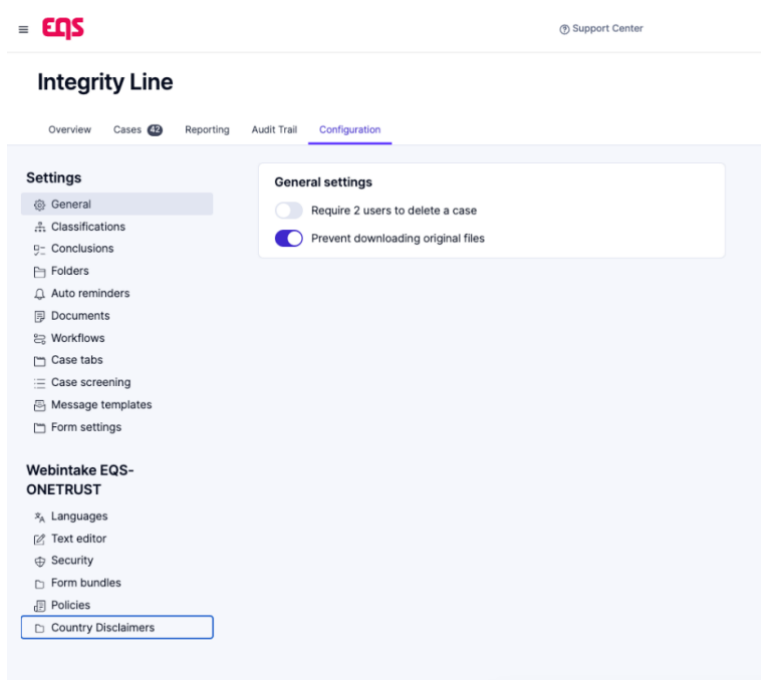 EQS
Support Center
Integrity Line
Overview Cases 42 Reporting Audit Trail Configuration
Settings
General
Classifications
Conclusions
Folders
Auto reminders
Documents
Workflows
Case tabs
Case screening
Message templates
Form settings
Webintake EQS-
ONETRUST
Languages
Text editor
Security
Form bundles
Policies
Country Disclaimers
General settings
Require 2 users to delete a case
Prevent downloading original files